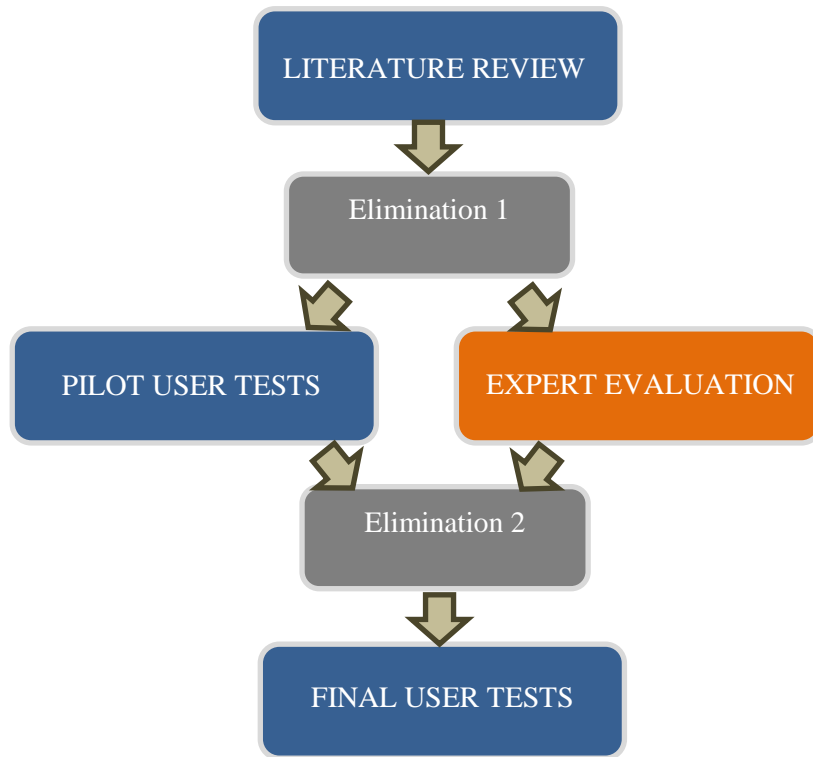 LITERATURE REVIEW
Elimination 1
PILOT USER TESTS
EXPERT EVALUATION
Elimination 2
FINAL USER TESTS